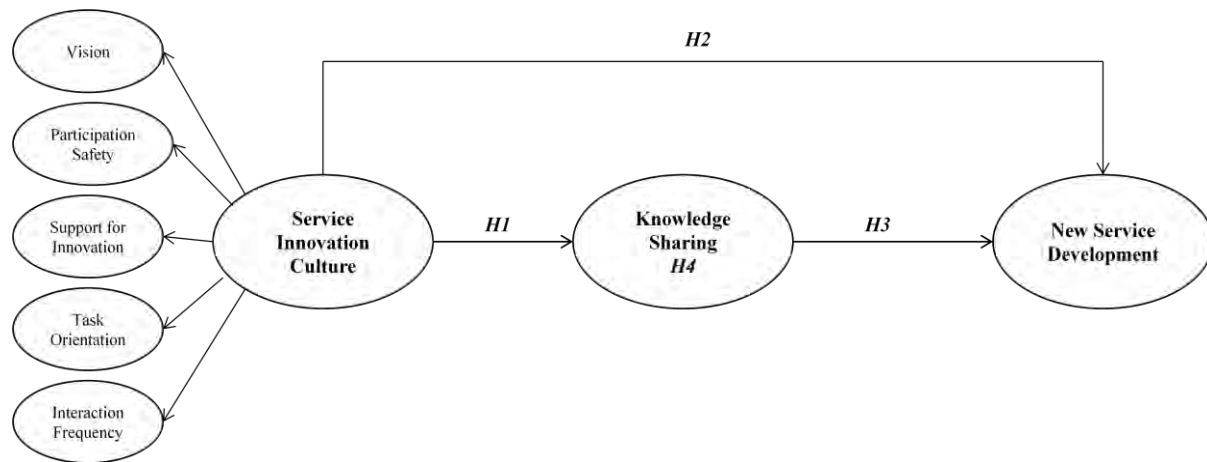 Vision
Participation
Safety
Support for
Innovation
Task
Orientation
Interaction
Frequency
Service
Innovation
Culture
H1
H2
Knowledge
Sharing
H4
H3
New Service
Development